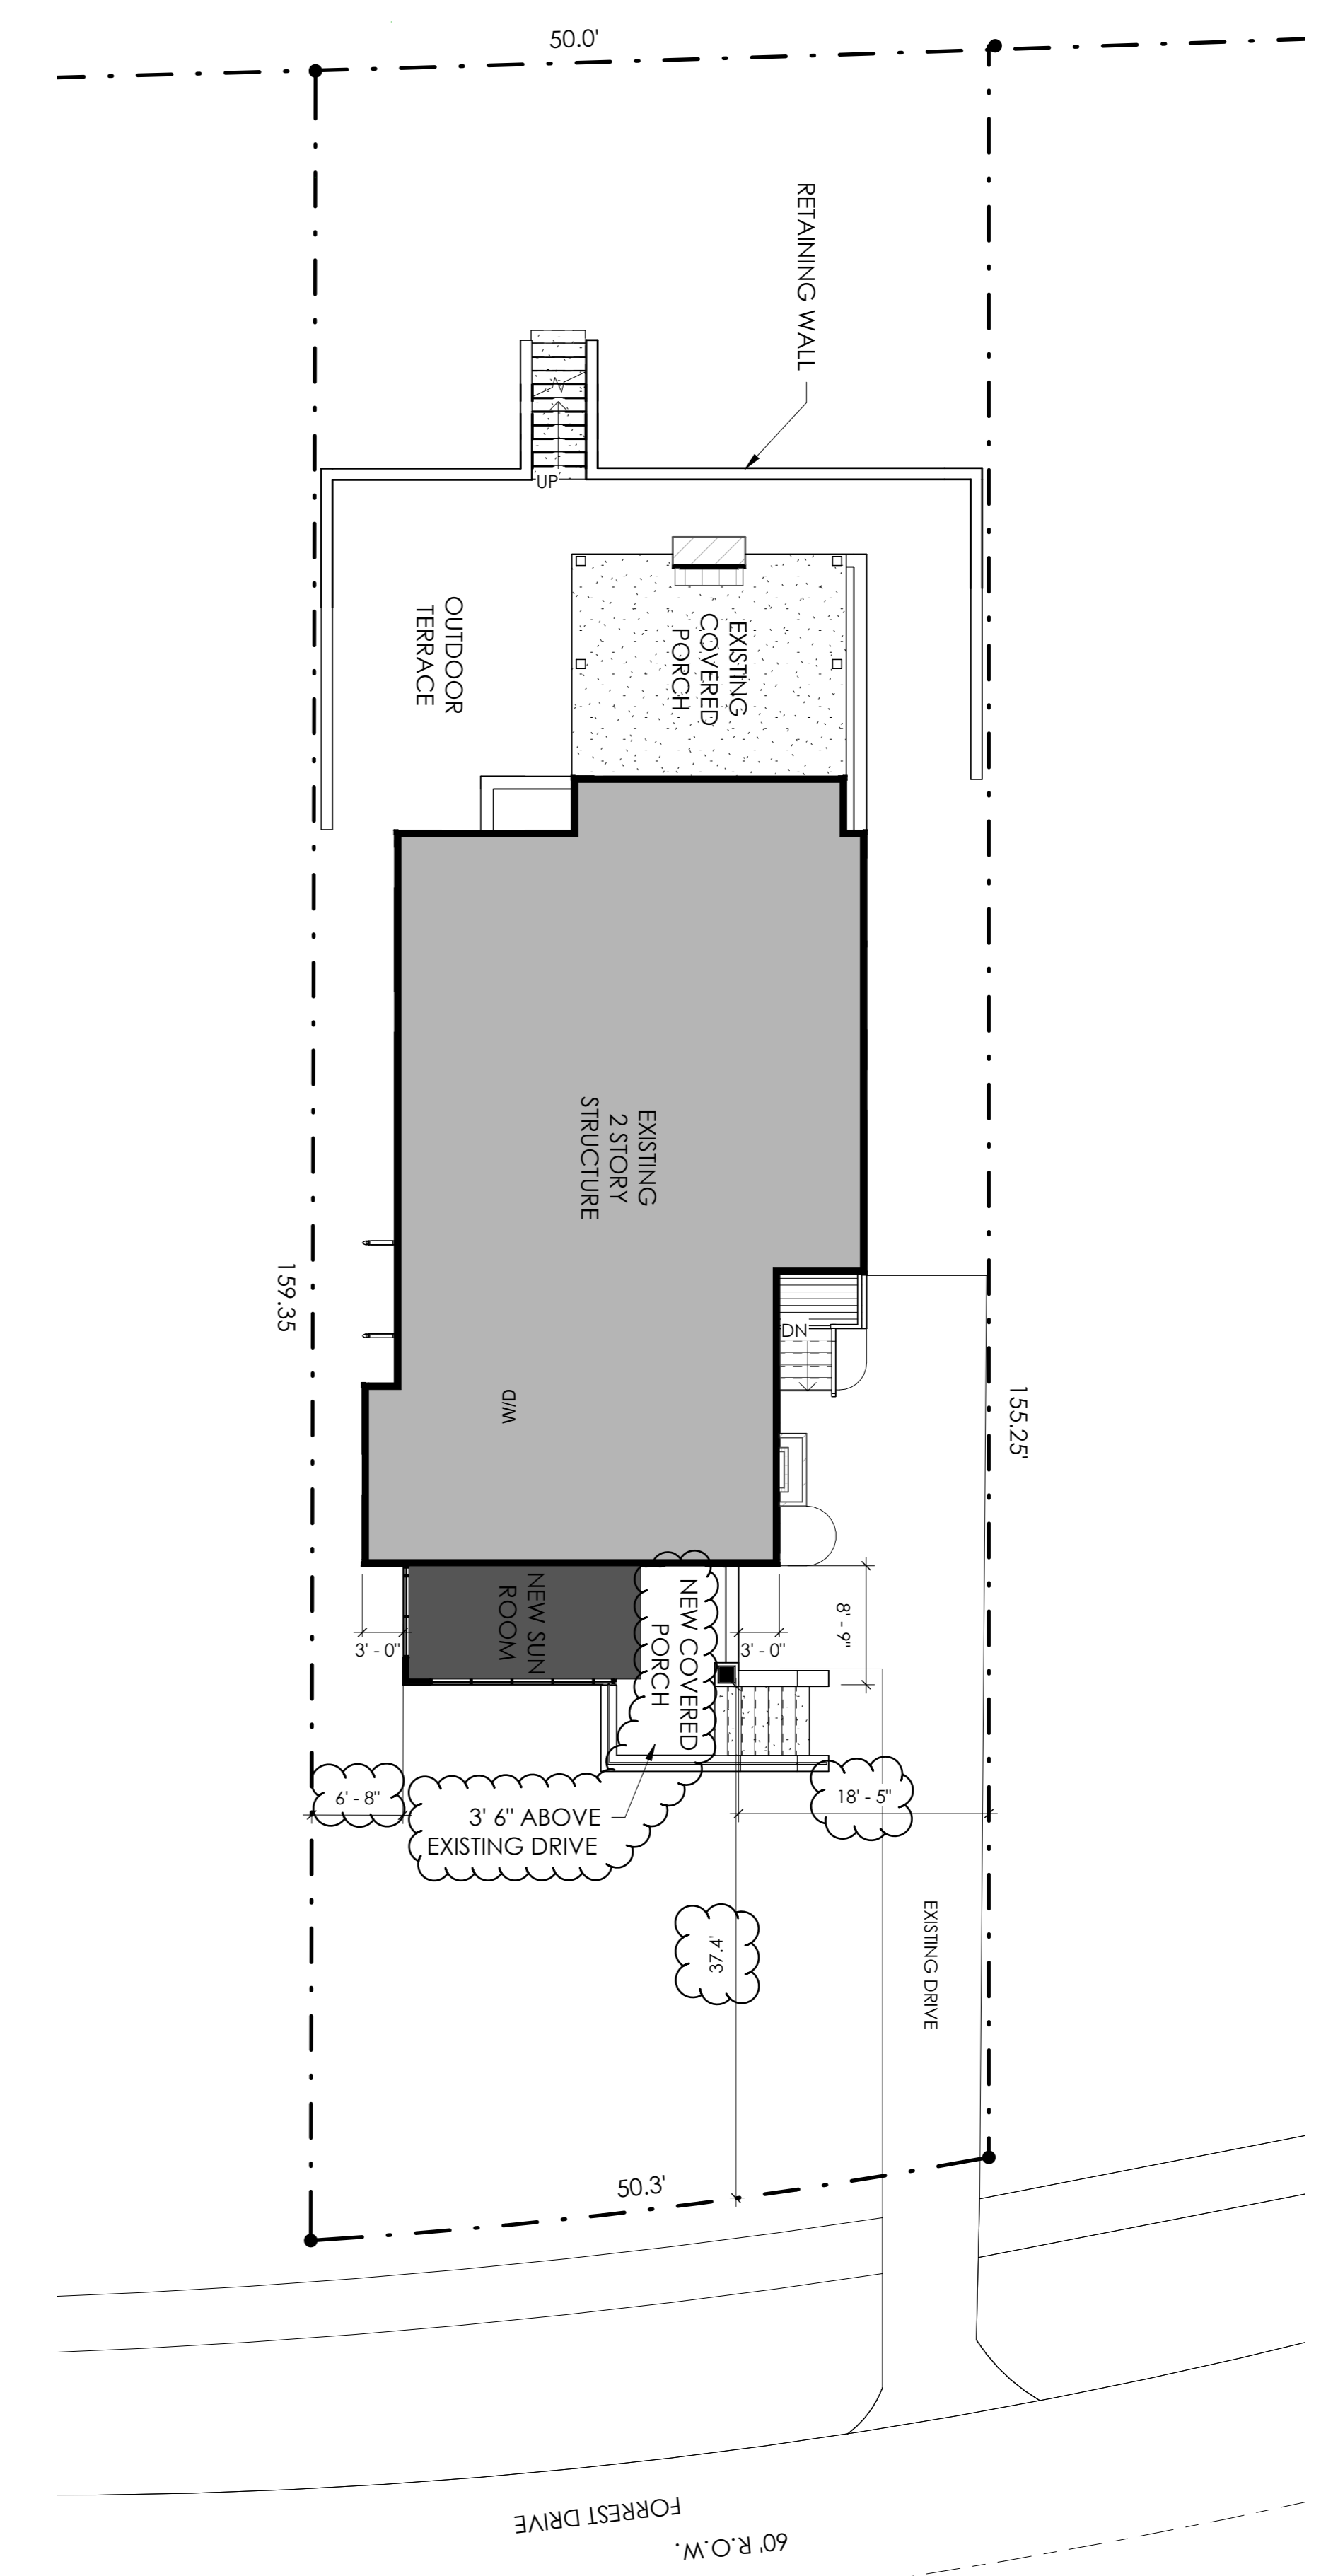 50.0'
RETAINING WALL
UP
OUTDOOR
TERRACE
EXISTING
COVERED
PORCH
EXISTING
2 STORY
STRUCTURE
159.35
155.25'
DN
W/D
NEW SUN
ROOM
NEW COVERED
PORCH
8' - 9"
3' - 0"
3' - 0"
6' - 8"
3' 6" ABOVE
EXISTING DRIVE
18' - 5"
37.4'
EXISTING DRIVE
50.3'
FORREST DRIVE
60' R.O.W.